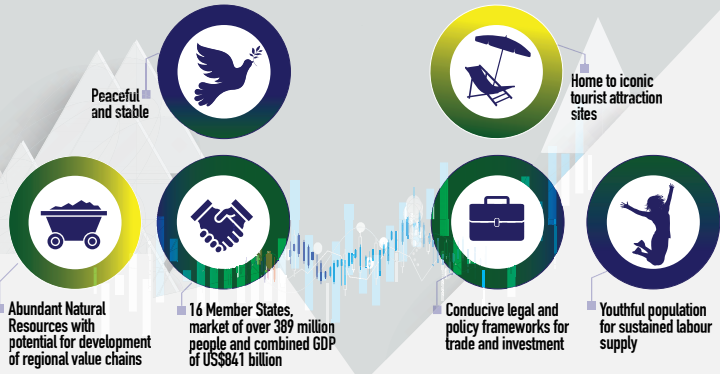 Peaceful
and stable
Home to iconic
tourist attraction
sites
Abundant Natural
Resources with
potential for development
of regional value chains
16 Member States,
market of over 389 million
people and combined GDP
of US$841 billion
Conducive legal and
policy frameworks for
trade and investment
Youthful population
for sustained labour
supply